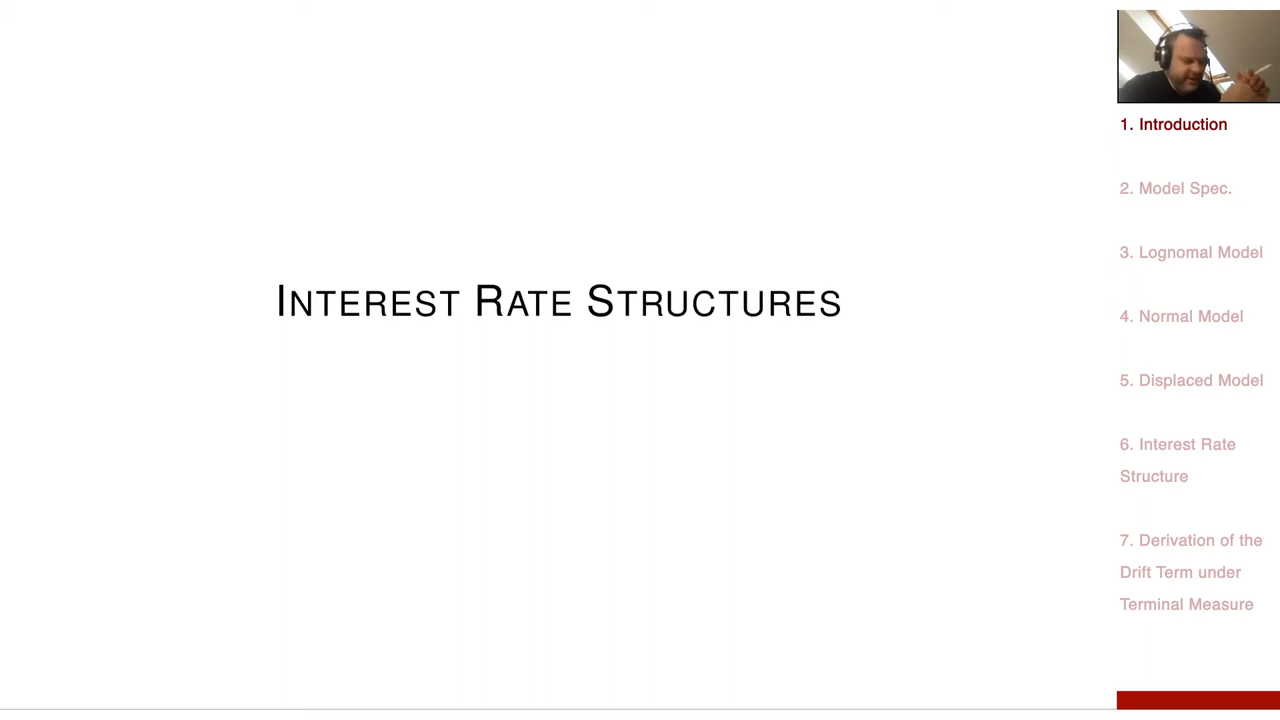 INTEREST RATE STRUCTURES
1. Introduction
2. Model Spec.
3. Lognomal Model
4. Normal Model
5. Displaced Model
6. Interest Rate
Structure
7. Derivation of the
Drift Term under
Terminal Measure